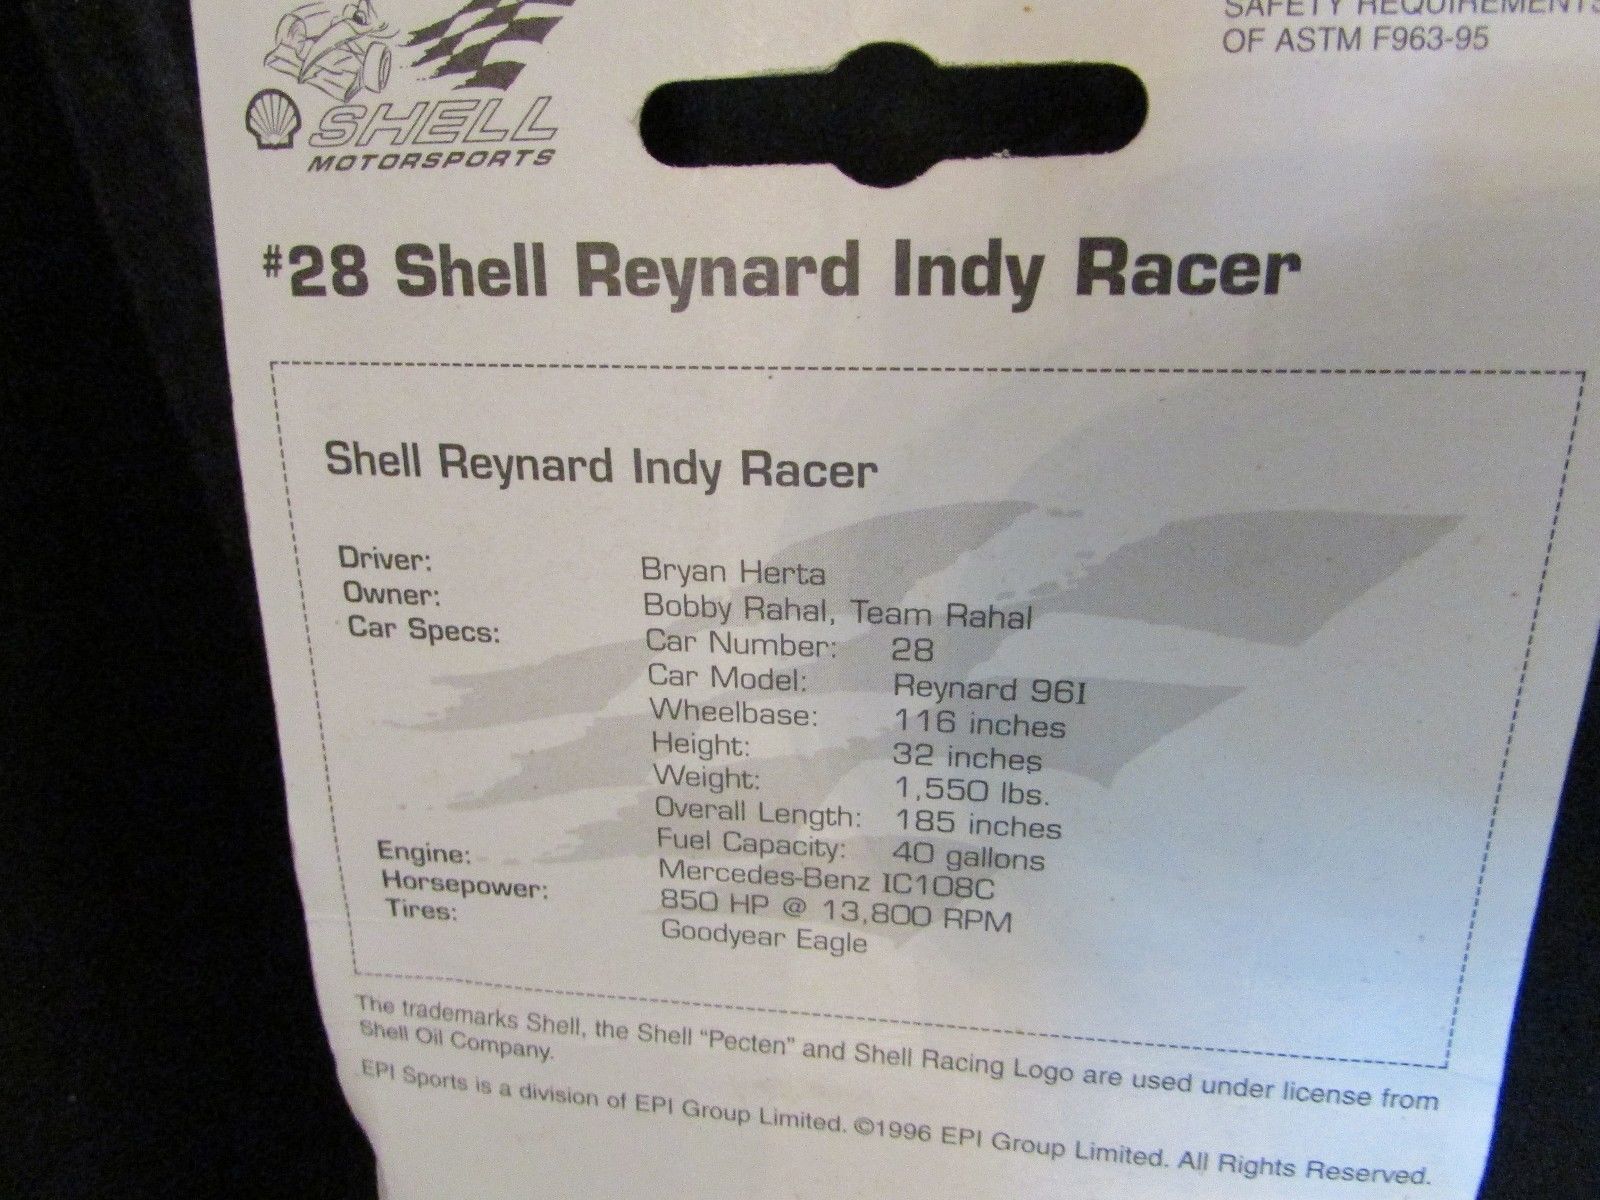 SAFETY REQUIREMENTS
OF ASTM F963-95
SHELL
MOTORSPORTS
#28 Shell Reynard Indy Racer
Shell Reynard Indy Racer
Driver: Bryan Herta
Owner: Bobby Rahal, Team Rahal
Car Specs: Car Number: 28
Car Model: Reynard 96I
Wheelbase: 116 inches
Height: 32 inches
Weight: 1,550 lbs.
Overall Length: 185 inches
Fuel Capacity: 40 gallons
Engine: Mercedes-Benz IC108C
Horsepower: 850 HP @ 13,800 RPM
Tires: Goodyear Eagle
The trademarks Shell, the Shell "Pecten" and Shell Racing Logo are used under license from
Shell Oil Company.
EPI Sports is a division of EPI Group Limited. ©1996 EPI Group Limited. All Rights Reserved.